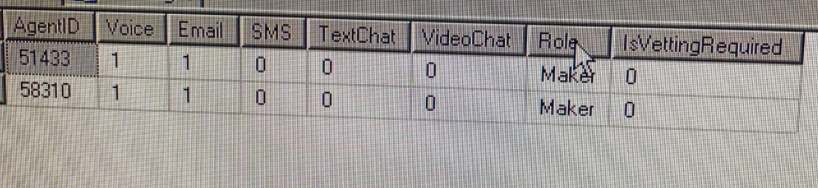 AgentID Voice Email SMS TextChat VideoChat Role IsVettingRequired
51433 1 1 0 0 0 Maker 0
58310 1 1 0 0 0 Maker 0